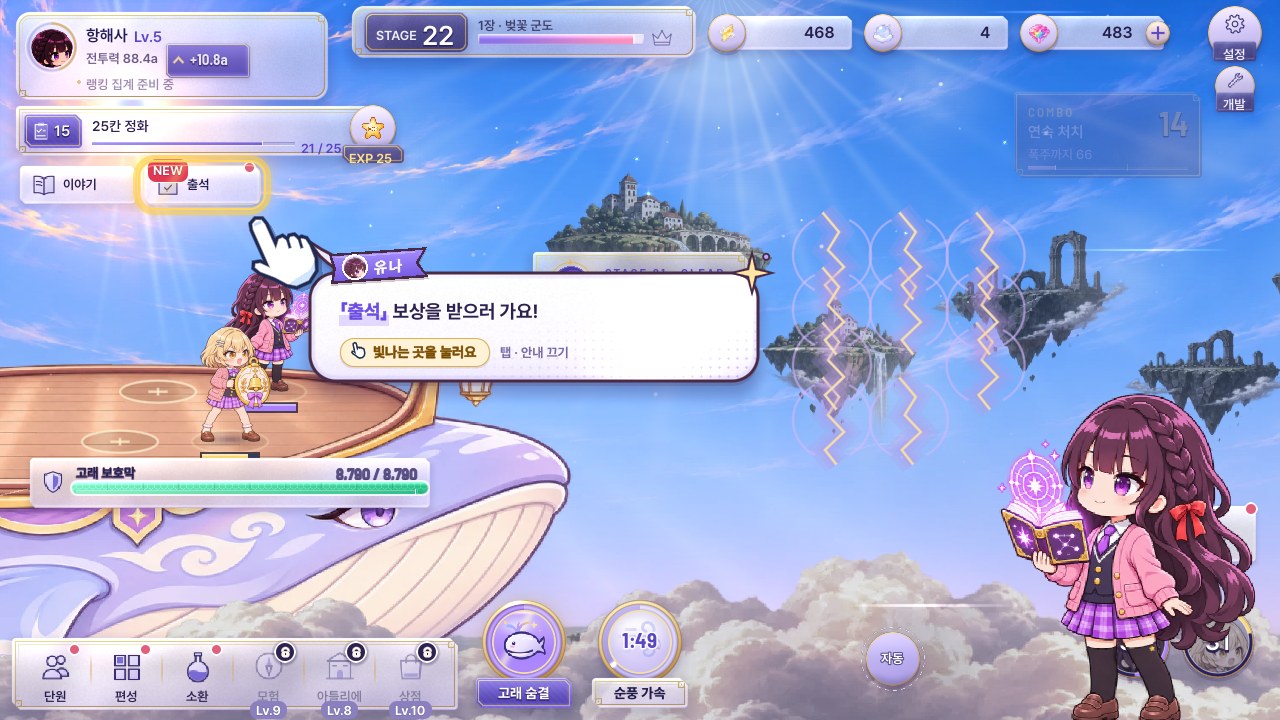 항해사 Lv.5
전투력 88.4a
+10.8a
랭킹 집계 준비 중
STAGE 22
1장 · 벚꽃 군도
468
4
483
설정
개발
15
25칸 정화
21 / 25
EXP 25
COMBO
연속 처치
14
폭주까지 66
이야기
NEW
출석
유나
「출석」 보상을 받으러 가요!
빛나는 곳을 눌러요
탭 · 안내 끄기
고래 보호막
8,790 / 8,790
1:49
고래 숨결
순풍 가속
자동
단원
편성
소환
모험
Lv.9
아틀리에
Lv.8
상점
Lv.10